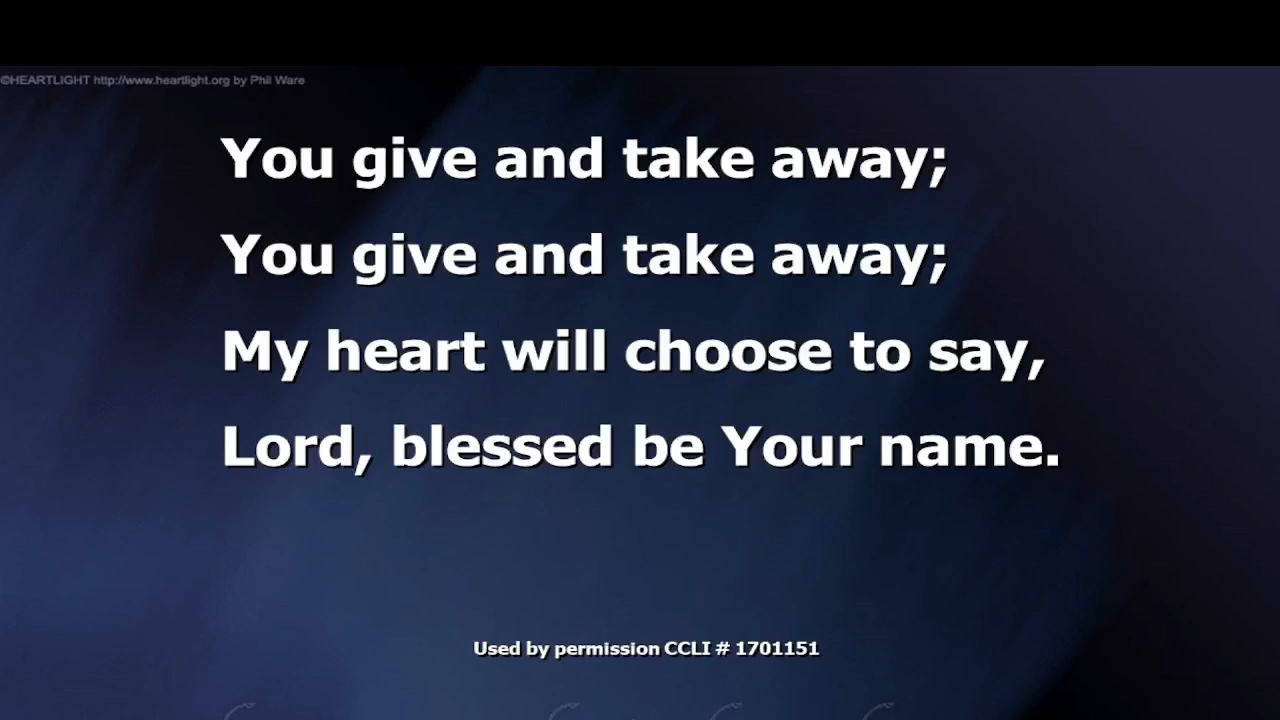 ©HEARTLIGHT http://www.heartlight.org by Phil Ware
You give and take away;
You give and take away;
My heart will choose to say,
Lord, blessed be Your name.
Used by permission CCLI # 1701151